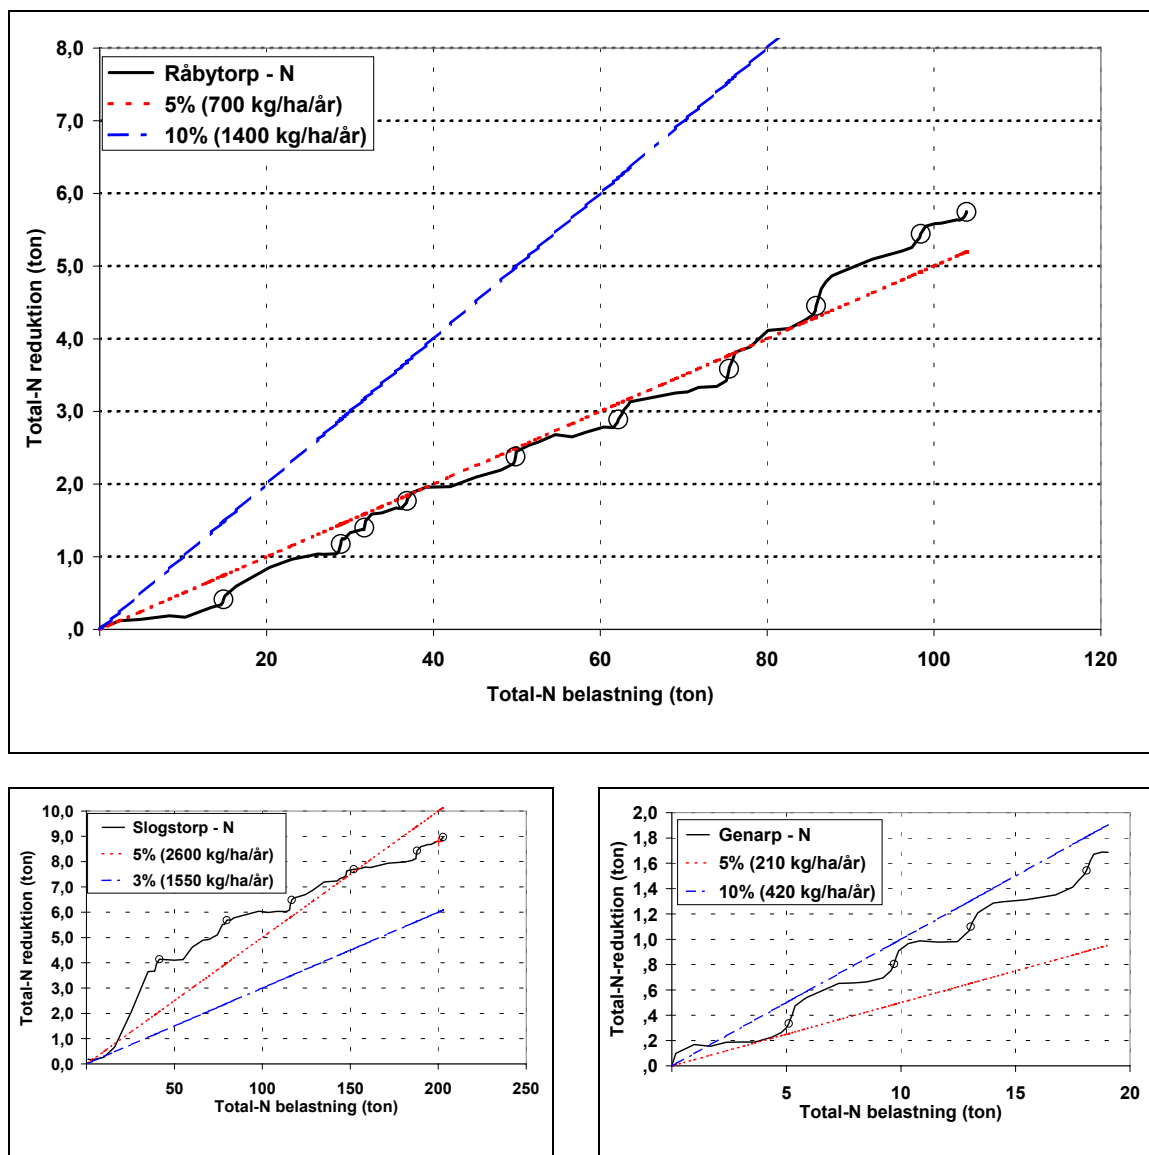 8,0
7,0
6,0
5,0
4,0
3,0
2,0
1,0
,0
Total-N reduktion (ton)
Råbytorp - N
5% (700 kg/ha/år)
10% (1400 kg/ha/år)
20 40 60 80 100 120
Total-N belastning (ton)
10,0
9,0
8,0
7,0
6,0
5,0
4,0
3,0
2,0
1,0
0,0
Total-N reduktion (ton)
Slogstorp - N
5% (2600 kg/ha/år)
3% (1550 kg/ha/år)
50 100 150 200 250
Total-N belastning (ton)
2,0
1,8
1,6
1,4
1,2
1,0
,8
,6
,4
,2
,0
Total-N-reduktion (ton)
Genarp - N
5% (210 kg/ha/år)
10% (420 kg/ha/år)
5 10 15 20
Total-N belastning (ton)